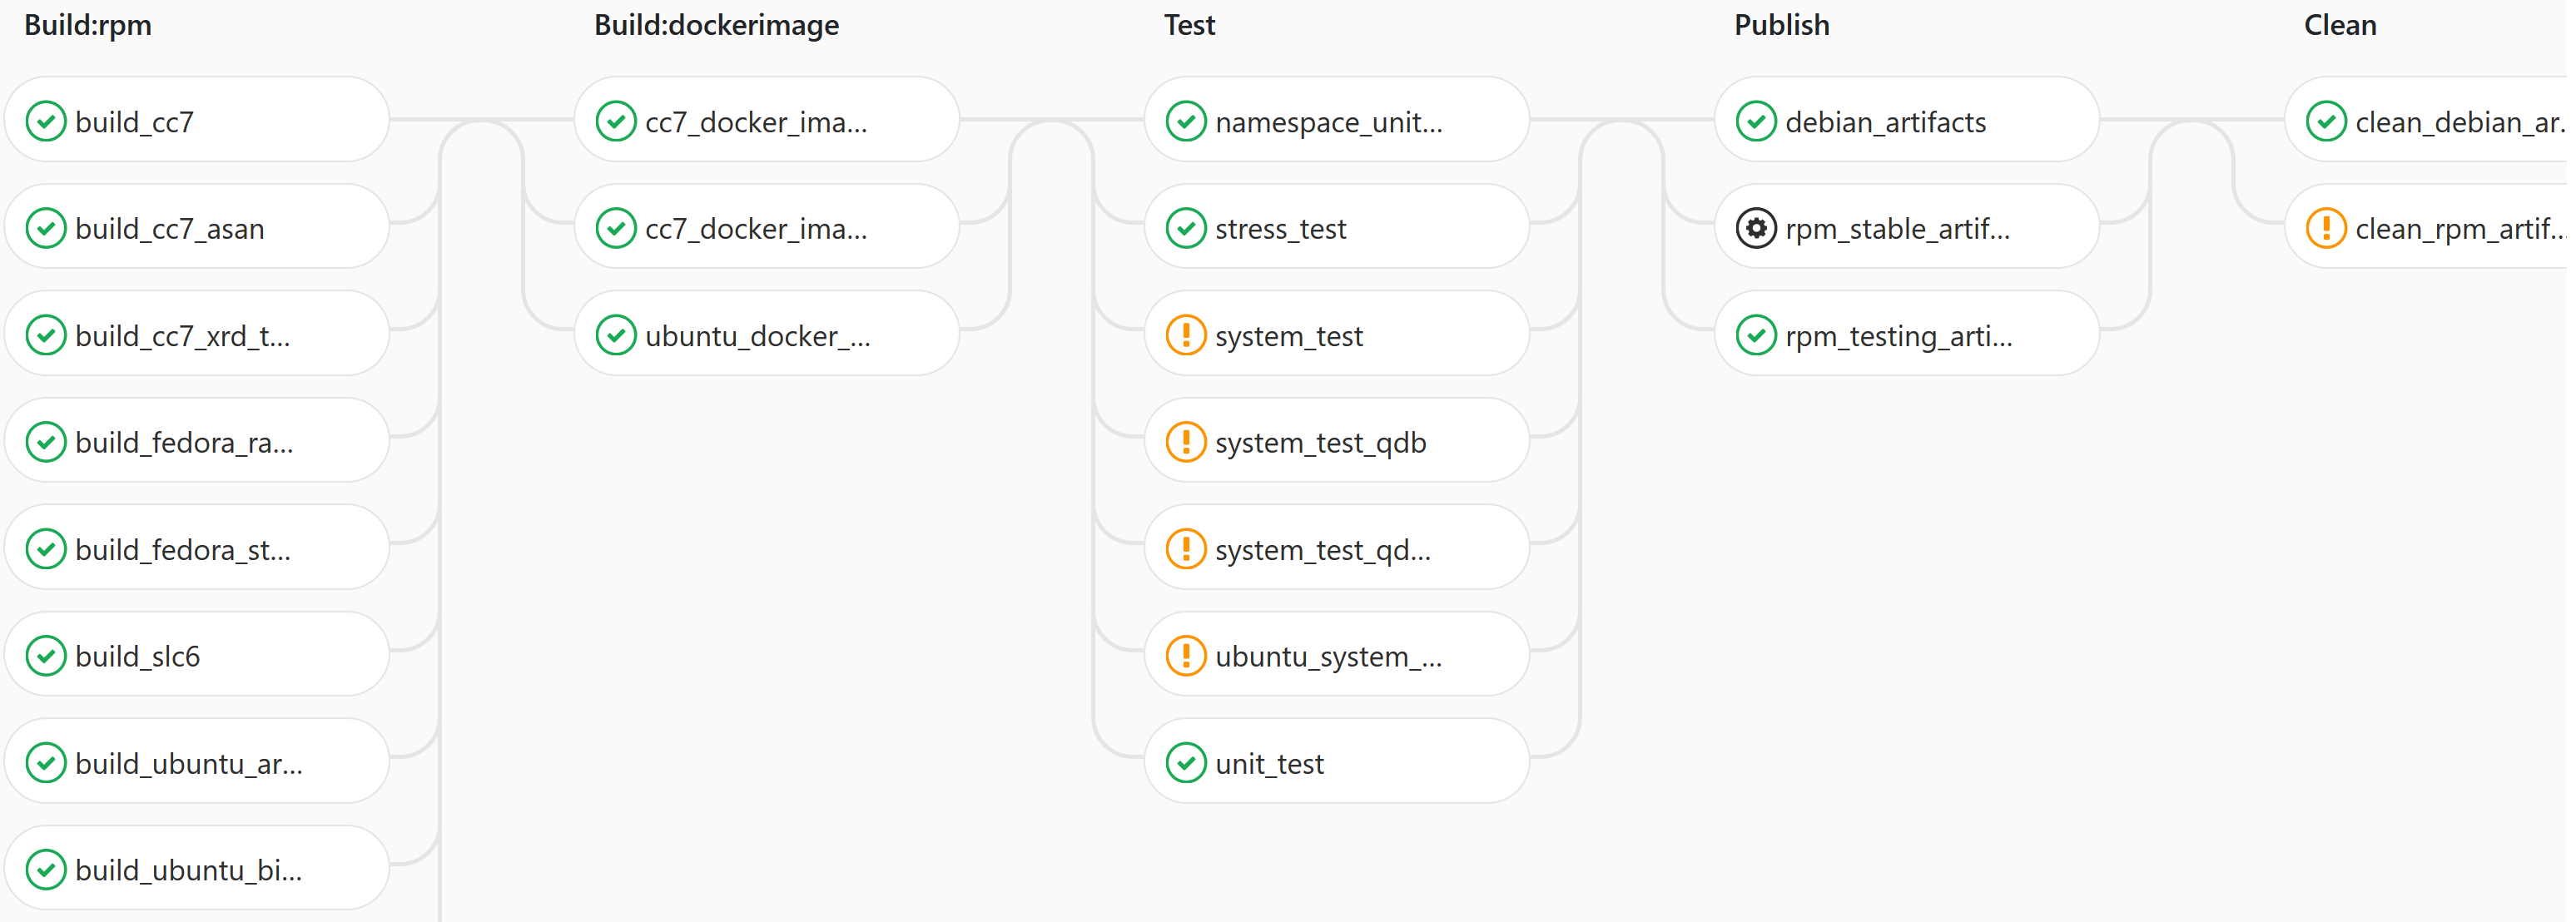 Build:rpm
build_cc7
build_cc7_asan
build_cc7_xrd_t...
build_fedora_ra...
build_fedora_st...
build_slc6
build_ubuntu_ar...
build_ubuntu_bi...
Build:dockerimage
cc7_docker_ima...
cc7_docker_ima...
ubuntu_docker_...
Test
namespace_unit...
stress_test
system_test
system_test_qdb
system_test_qd...
ubuntu_system_...
unit_test
Publish
debian_artifacts
rpm_stable_artif...
rpm_testing_arti...
Clean
clean_debian_ar.
clean_rpm_artif...